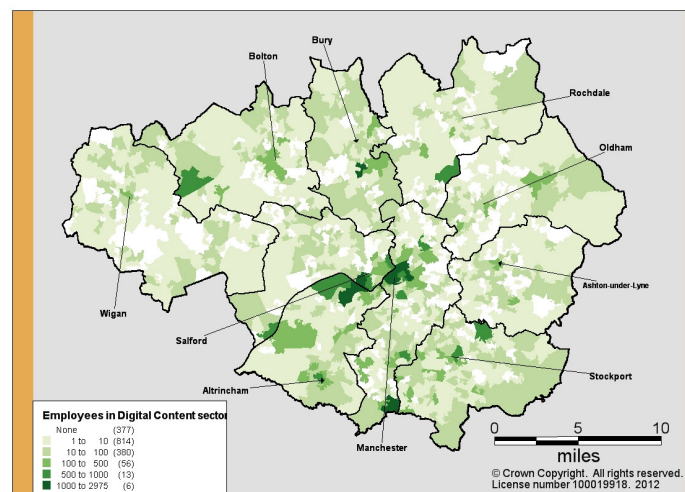 Bury
Bolton
Rochdale
Oldham
Ashton-under-Lyne
Wigan
Salford
Stockport
Altrincham
Manchester
Employees in Digital Content sector
None (377)
1 to 10 (814)
10 to 100 (380)
100 to 500 (56)
500 to 1000 (13)
1000 to 2975 (6)
0 5 10
miles
© Crown Copyright. All rights reserved.
License number 100019918. 2012